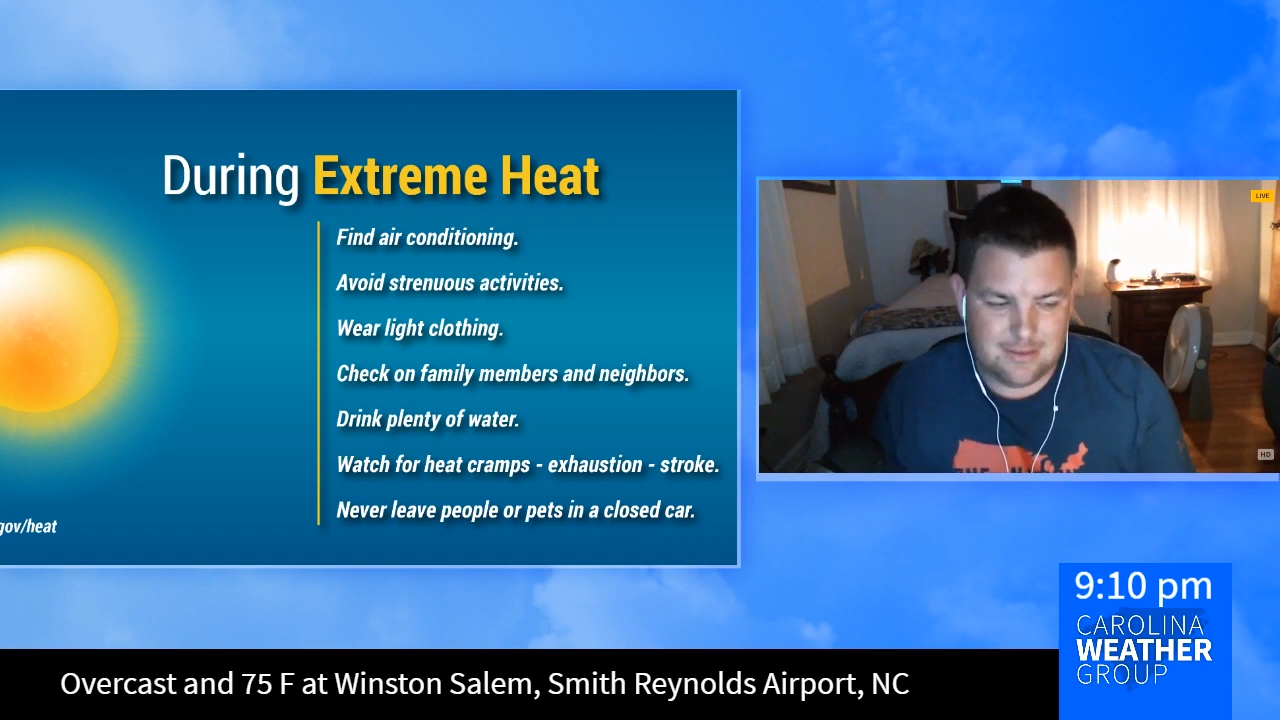 During Extreme Heat
Find air conditioning.
Avoid strenuous activities.
Wear light clothing.
Check on family members and neighbors.
Drink plenty of water.
Watch for heat cramps - exhaustion - stroke.
Never leave people or pets in a closed car.
gov/heat
LIVE
HD
9:10 pm
CAROLINA
WEATHER
GROUP
Overcast and 75 F at Winston Salem, Smith Reynolds Airport, NC